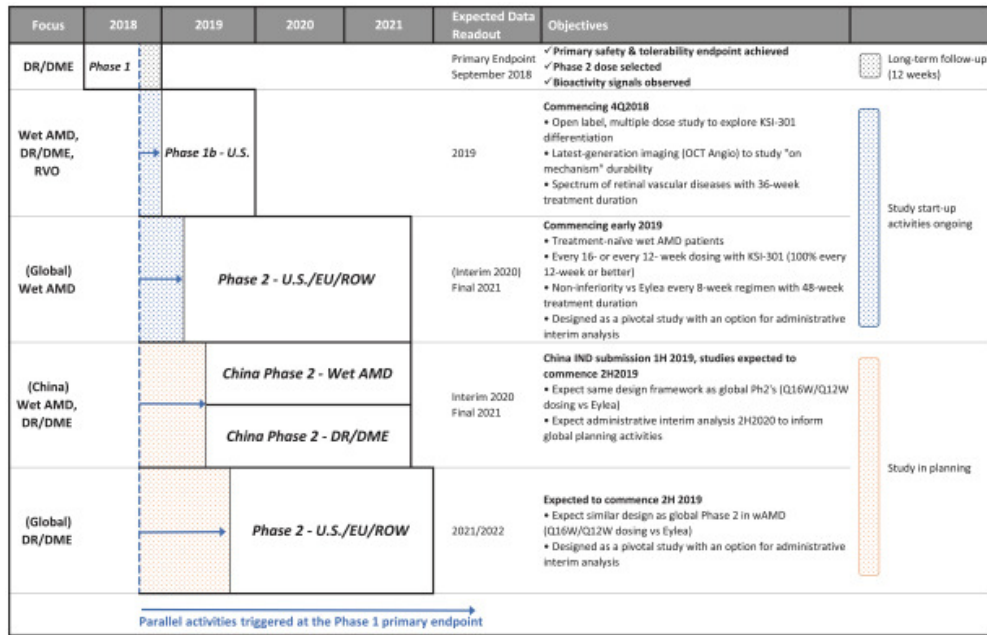 Focus
2018
2019
2020
2021
Expected Data
Readout
Objectives
DR/DME
Phase 1
Primary Endpoint
September 2018
✓Primary safety & tolerability endpoint achieved
✓Phase 2 dose selected
✓Bioactivity signals observed
Long-term follow-up
(12 weeks)
Wet AMD,
DR/DME,
RVO
Phase 1b - U.S.
2019
Commencing 4Q2018
• Open label, multiple dose study to explore KSI-301
differentiation
• Latest-generation imaging (OCT Angio) to study "on
mechanism" durability
• Spectrum of retinal vascular diseases with 36-week
treatment duration
Study start-up
activities ongoing
(Global)
Wet AMD
Phase 2 - U.S./EU/ROW
(Interim 2020)
Final 2021
Commencing early 2019
• Treatment-naïve wet AMD patients
• Every 16- or every 12- week dosing with KSI-301 (100% every
12-week or better)
• Non-inferiority vs Eylea every 8-week regimen with 48-week
treatment duration
• Designed as a pivotal study with an option for administrative
interim analysis
(China)
Wet AMD,
DR/DME
China Phase 2 - Wet AMD
China Phase 2 - DR/DME
Interim 2020
Final 2021
China IND submission 1H 2019, studies expected to
commence 2H2019
• Expect same design framework as global Ph2's (Q16W/Q12W
dosing vs Eylea)
• Expect administrative interim analysis 2H2020 to inform
global planning activities
Study in planning
(Global)
DR/DME
Phase 2 - U.S./EU/ROW
2021/2022
Expected to commence 2H 2019
• Expect similar design as global Phase 2 in wAMD
(Q16W/Q12W dosing vs Eylea)
• Designed as a pivotal study with an option for administrative
interim analysis
Parallel activities triggered at the Phase 1 primary endpoint